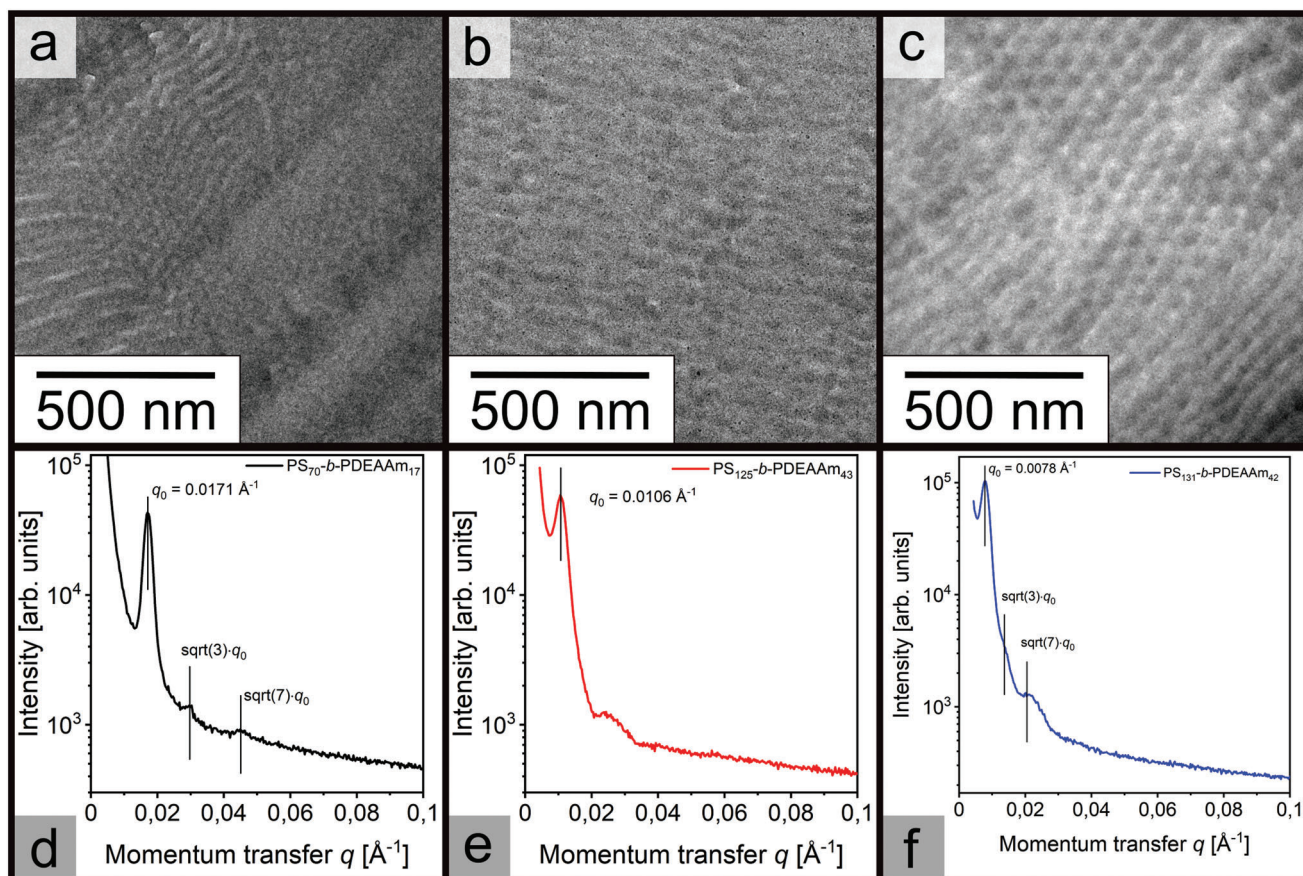 a
500 nm
b
500 nm
c
500 nm
PS70-b-PDEAAm17
q0 = 0.0171 Å-1
sqrt(3)·q0
sqrt(7)·q0
10^5
10^4
10^3
Intensity [arb. units]
0
0,02
0,04
0,06
0,08
0,1
Momentum transfer q [Å-1]
d
PS125-b-PDEAAm43
q0 = 0.0106 Å-1
10^5
10^4
10^3
Intensity [arb. units]
0
0,02
0,04
0,06
0,08
0,1
Momentum transfer q [Å-1]
e
q0 = 0.0078 Å-1
PS131-b-PDEAAm42
sqrt(3)·q0
sqrt(7)·q0
10^5
10^4
10^3
Intensity [arb. units]
0
0,02
0,04
0,06
0,08
0,1
Momentum transfer q [Å-1]
f